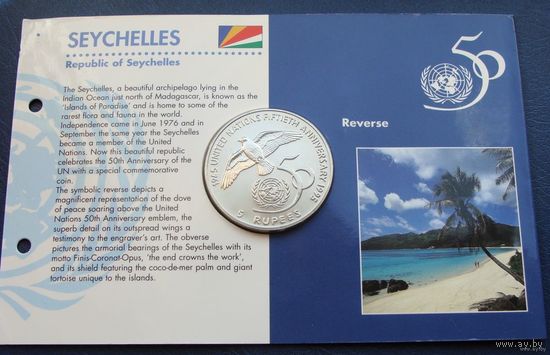 SEYCHELLES
Republic of Seychelles
The Seychelles, a beautiful archipelago lying in the
Indian Ocean just north of Madagascar, is known as the
'Islands of Paradise' and is home to some of the
rarest flora and fauna in the world.
Independence came in June 1976 and in
September the same year the Seychelles
became a member of the United
Nations. Now this beautiful republic
celebrates the 50th Anniversary of the
UN with a special commemorative
coin.
The symbolic reverse depicts a
magnificent representation of the dove
of peace soaring above the United
Nations 50th Anniversary emblem, the
superb detail on its outspread wings a
testimony to the engraver's art. The obverse
pictures the armorial bearings of the Seychelles with its
motto Finis-Coronat-Opus, 'the end crowns the work',
and its shield featuring the coco-de-mer palm and giant
tortoise unique to the islands.
1945 UNITED NATIONS FIFTIETH ANNIVERSARY 1995
50
5 RUPEES
50
Reverse
www.ay.by